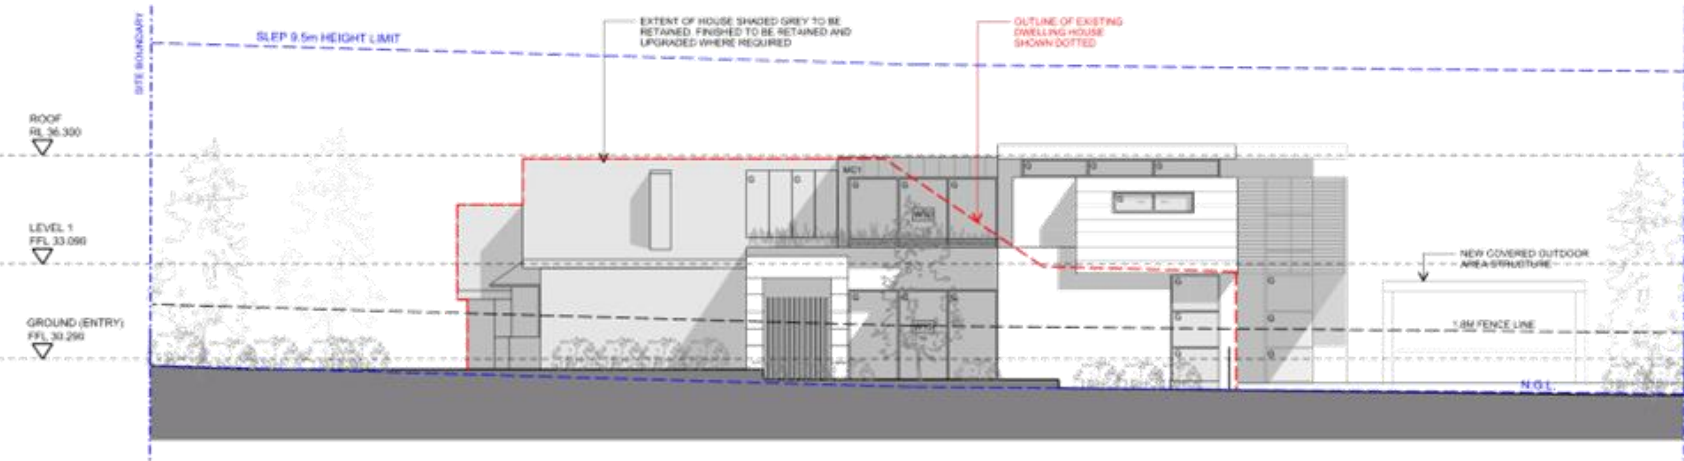 SITE BOUNDARY
SLEP 9.5m HEIGHT LIMIT
EXTENT OF HOUSE SHADED GREY TO BE
RETAINED. FINISHED TO BE RETAINED AND
UPGRADED WHERE REQUIRED
OUTLINE OF EXISTING
DWELLING HOUSE
SHOWN DOTTED
ROOF
RL 36.300
G
G
MC1
G
G
G
G
G
G
G
LEVEL 1
FFL 33.090
NEW COVERED OUTDOOR
AREA STRUCTURE
G
G
G
G
G
GROUND (ENTRY)
FFL 30.290
G
G
1.8M FENCE LINE
G
G
N.G.L.